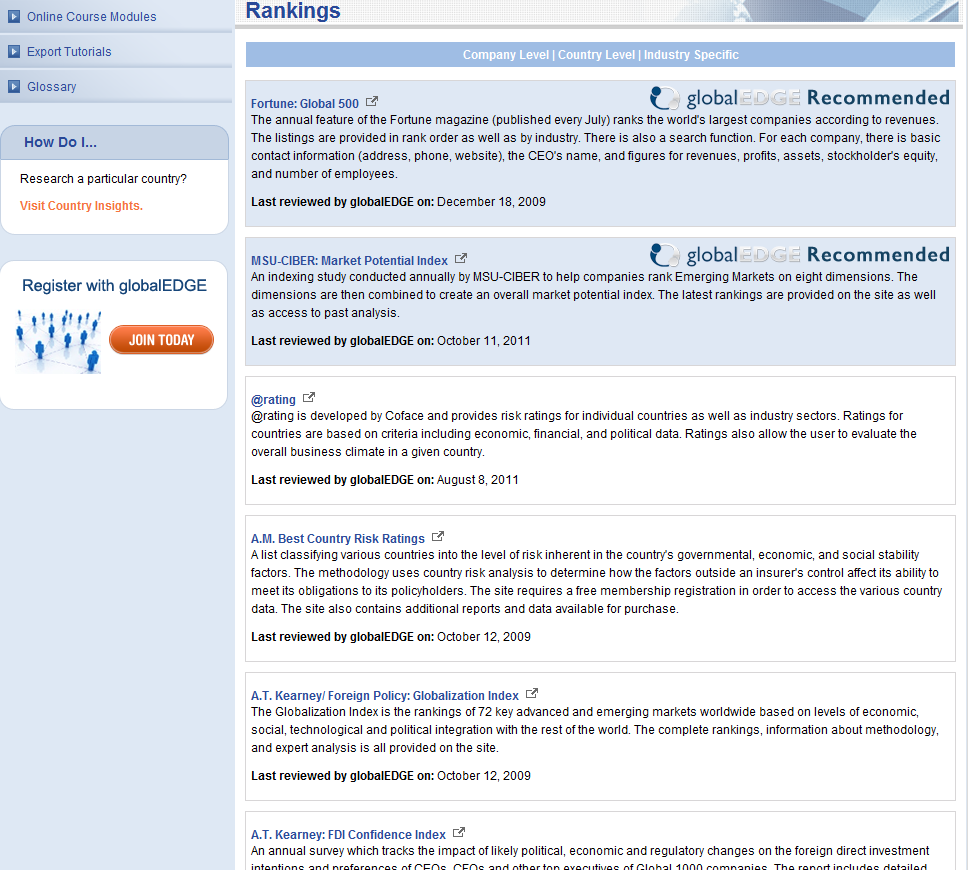 Online Course Modules
Export Tutorials
Glossary
How Do I...
Research a particular country?
Visit Country Insights.
Register with globalEDGE
JOIN TODAY
Rankings
Company Level | Country Level | Industry Specific
globalEDGE Recommended
Fortune: Global 500
The annual feature of the Fortune magazine (published every July) ranks the world's largest companies according to revenues.
The listings are provided in rank order as well as by industry. There is also a search function. For each company, there is basic
contact information (address, phone, website), the CEO's name, and figures for revenues, profits, assets, stockholder's equity,
and number of employees.
Last reviewed by globalEDGE on: December 18, 2009
globalEDGE Recommended
MSU-CIBER: Market Potential Index
An indexing study conducted annually by MSU-CIBER to help companies rank Emerging Markets on eight dimensions. The
dimensions are then combined to create an overall market potential index. The latest rankings are provided on the site as well
as access to past analysis.
Last reviewed by globalEDGE on: October 11, 2011
@rating
@rating is developed by Coface and provides risk ratings for individual countries as well as industry sectors. Ratings for
countries are based on criteria including economic, financial, and political data. Ratings also allow the user to evaluate the
overall business climate in a given country.
Last reviewed by globalEDGE on: August 8, 2011
A.M. Best Country Risk Ratings
A list classifying various countries into the level of risk inherent in the country's governmental, economic, and social stability
factors. The methodology uses country risk analysis to determine how the factors outside an insurer's control affect its ability to
meet its obligations to its policyholders. The site requires a free membership registration in order to access the various country
data. The site also contains additional reports and data available for purchase.
Last reviewed by globalEDGE on: October 12, 2009
A.T. Kearney/ Foreign Policy: Globalization Index
The Globalization Index is the rankings of 72 key advanced and emerging markets worldwide based on levels of economic,
social, technological and political integration with the rest of the world. The complete rankings, information about methodology,
and expert analysis is all provided on the site.
Last reviewed by globalEDGE on: October 12, 2009
A.T. Kearney: FDI Confidence Index
An annual survey which tracks the impact of likely political, economic and regulatory changes on the foreign direct investment
intentions and preferences of CEOs, CFOs and other top executives of Global 1000 companies. The report includes detailed